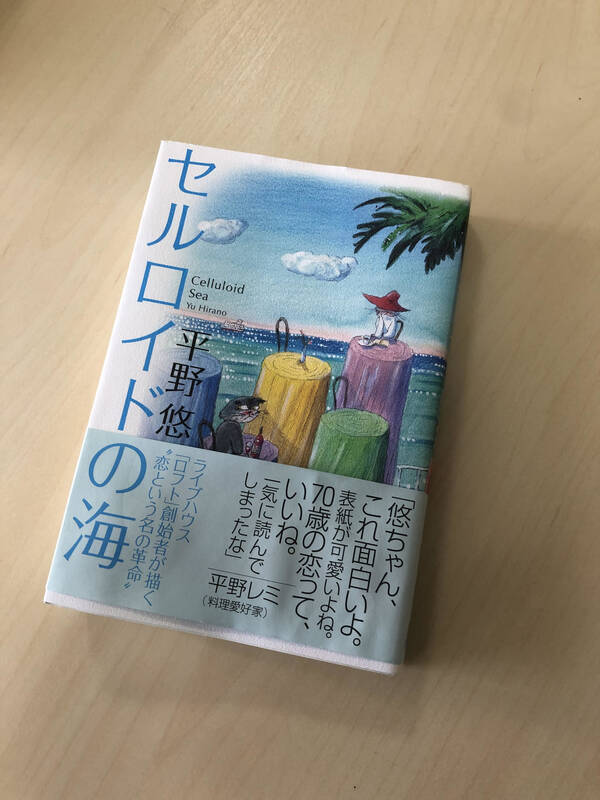 セルロイドの海
Celluloid
Sea
Yu Hirano
平野 悠
「悠ちゃん、
これ面白いよ。
表紙が可愛いよね。
70歳の恋って、
いいね。
一気に読んで
しまったな」
平野レミ
（料理愛好家）
ライブハウス
「ロフト」創始者が描く
〝恋という名の革命〟